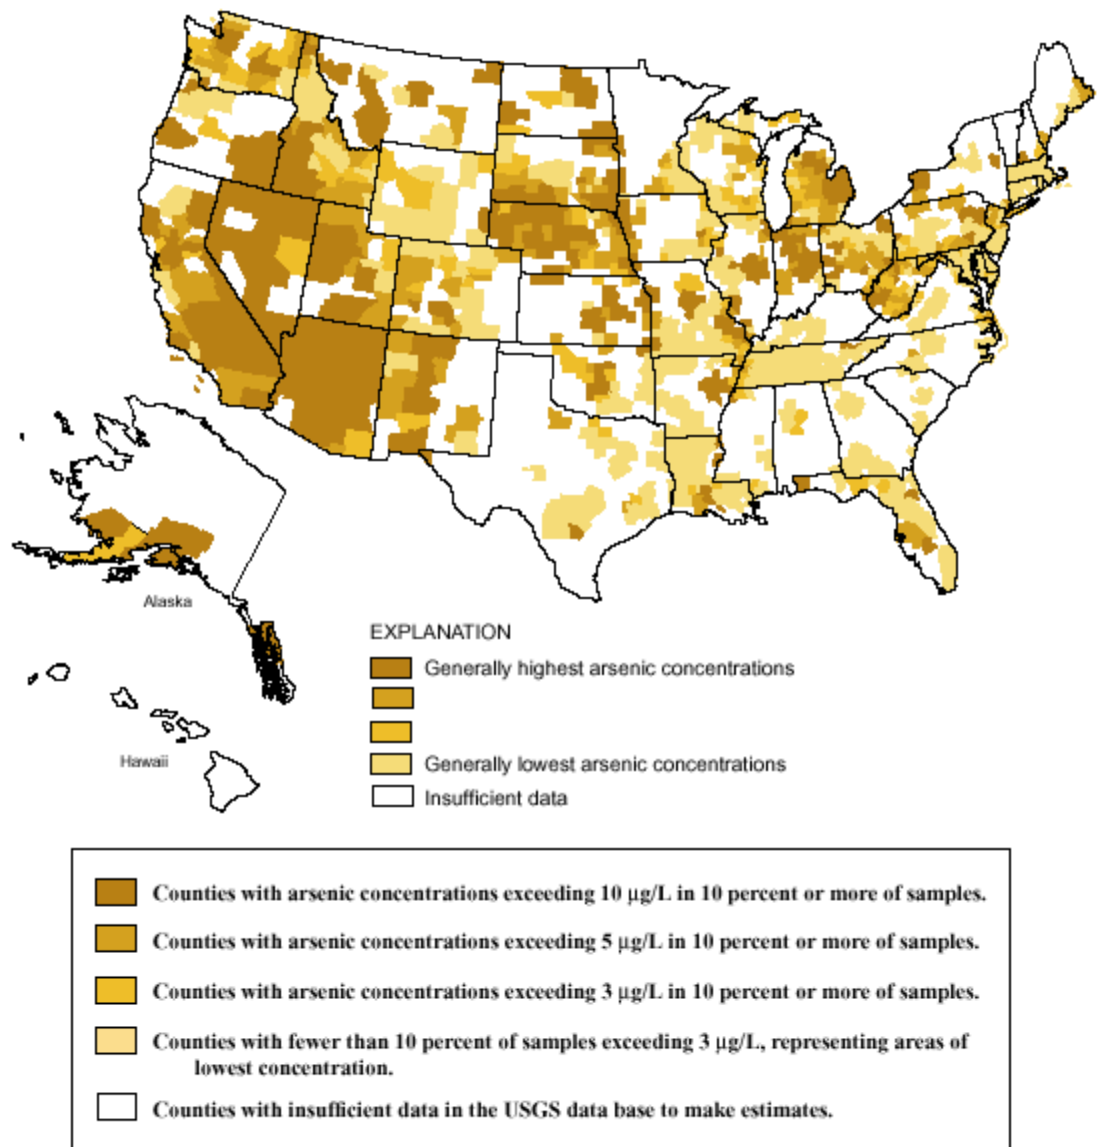 Alaska
Hawaii
EXPLANATION
Generally highest arsenic concentrations
Generally lowest arsenic concentrations
Insufficient data
Counties with arsenic concentrations exceeding 10 µg/L in 10 percent or more of samples.
Counties with arsenic concentrations exceeding 5 µg/L in 10 percent or more of samples.
Counties with arsenic concentrations exceeding 3 µg/L in 10 percent or more of samples.
Counties with fewer than 10 percent of samples exceeding 3 µg/L, representing areas of
lowest concentration.
Counties with insufficient data in the USGS data base to make estimates.